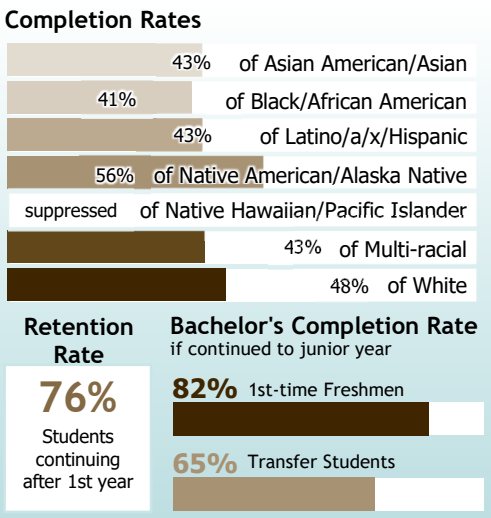 Completion Rates
43% of Asian American/Asian
41% of Black/African American
43% of Latino/a/x/Hispanic
56% of Native American/Alaska Native
suppressed of Native Hawaiian/Pacific Islander
43% of Multi-racial
48% of White
Retention
Rate
76%
Students
continuing
after 1st year
Bachelor's Completion Rate
if continued to junior year
82% 1st-time Freshmen
65% Transfer Students